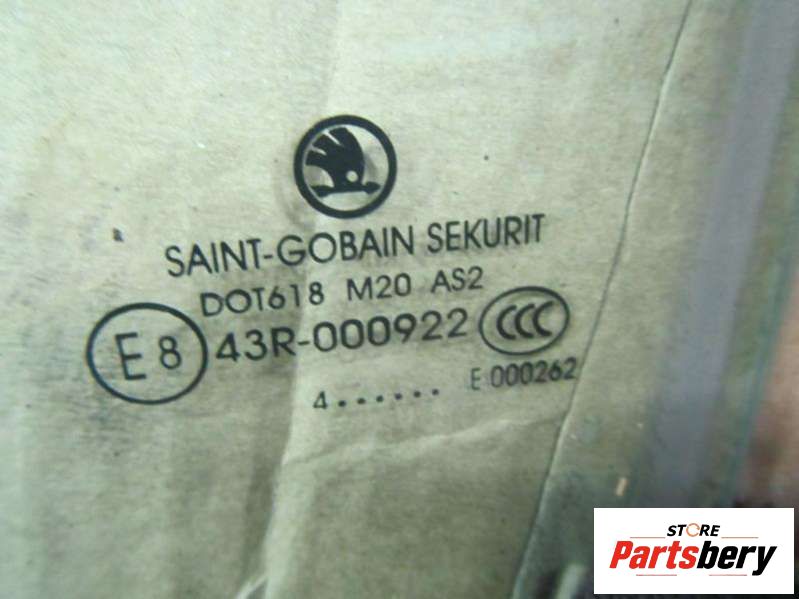 SAINT-GOBAIN SEKURIT
DOT618 M20 AS2
E8 43R-000922 CCC
4...... E 000262
STORE
Partsbery